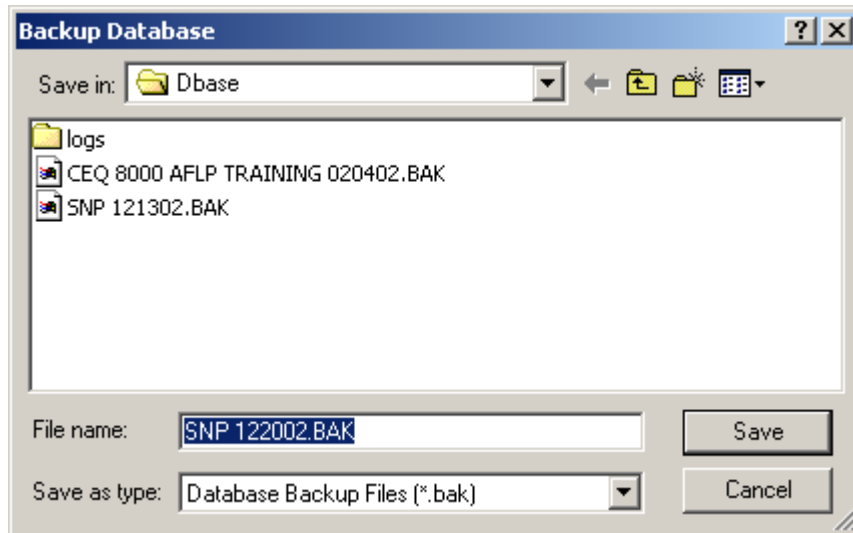 Backup Database
Save in: Dbase
logs
CEQ 8000 AFLP TRAINING 020402.BAK
SNP 121302.BAK
File name: SNP 122002.BAK Save
Save as type: Database Backup Files (*.bak) Cancel